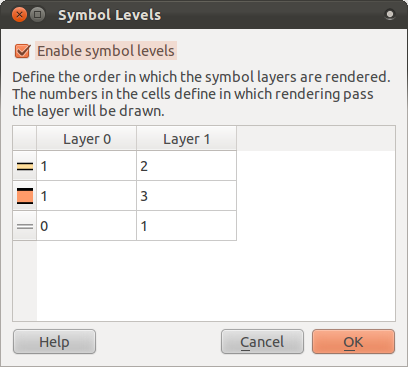 Symbol Levels
Enable symbol levels
Define the order in which the symbol layers are rendered.
The numbers in the cells define in which rendering pass
the layer will be drawn.
Layer 0 Layer 1
1 2
1 3
0 1
Help Cancel OK